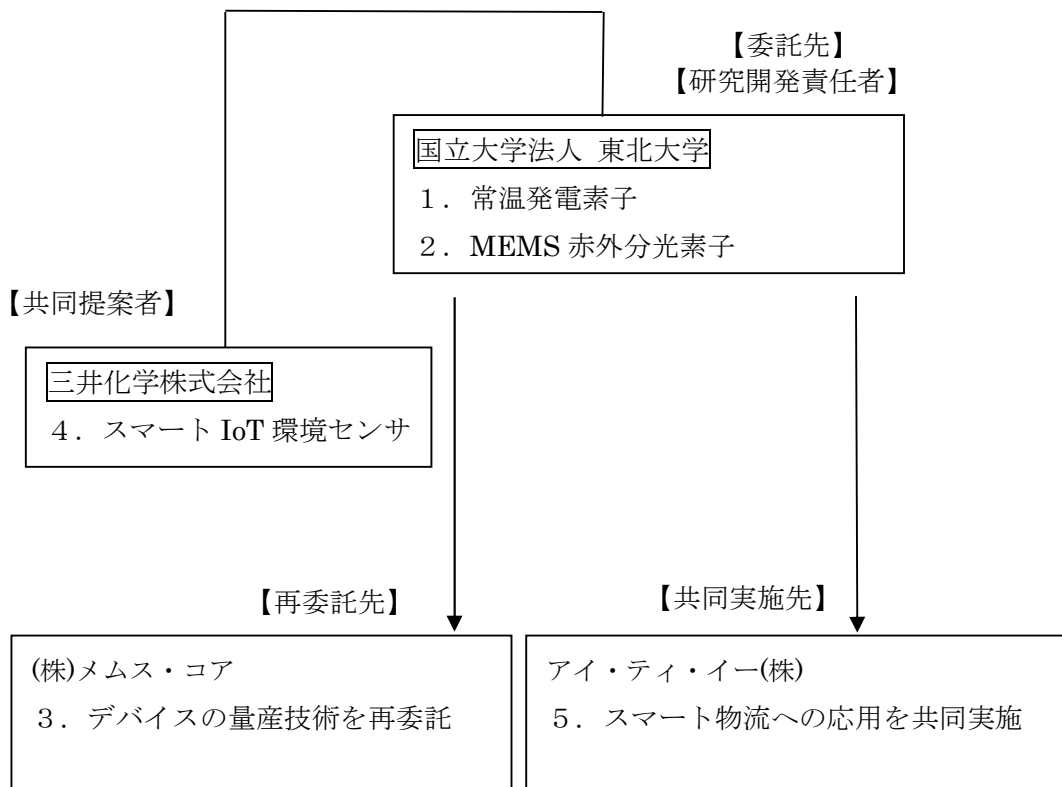 【委託先】
【研究開発責任者】
国立大学法人 東北大学
１．常温発電素子
２．MEMS 赤外分光素子
【共同提案者】
三井化学株式会社
４．スマート IoT 環境センサ
【再委託先】
【共同実施先】
(株)メムス・コア
３．デバイスの量産技術を再委託
アイ・ティ・イー(株)
５．スマート物流への応用を共同実施